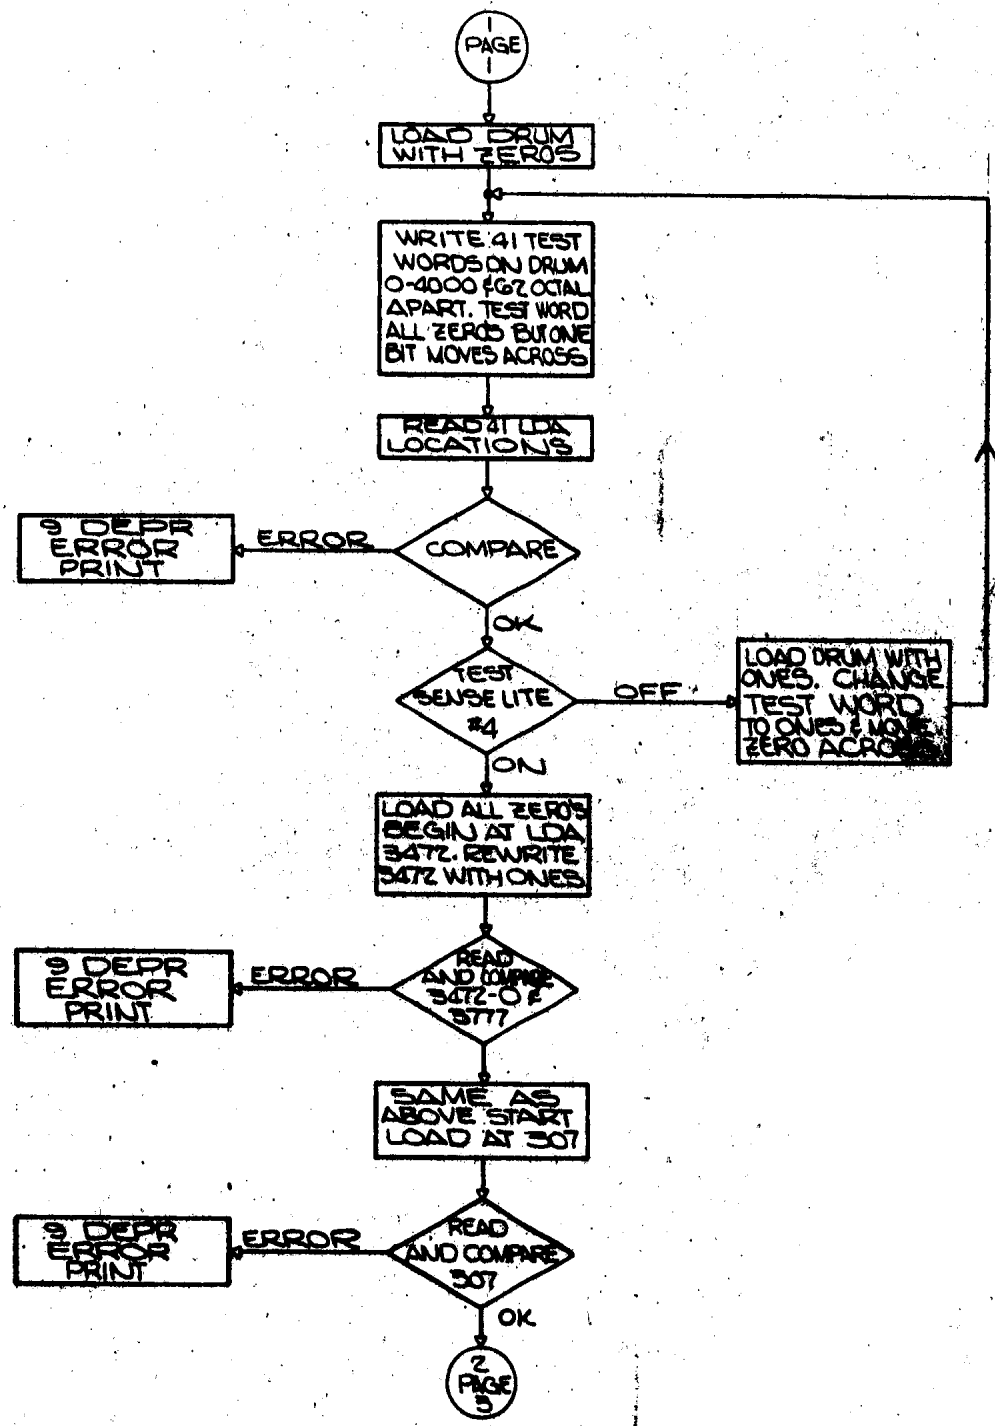 1
PAGE
1
LOAD DRUM
WITH ZEROS
WRITE 41 TEST
WORDS ON DRUM
0-4000 & 62 OCTAL
APART. TEST WORD
ALL ZEROS BUT ONE
BIT MOVES ACROSS
READ 41 LDA
LOCATIONS
COMPARE
ERROR
9 DEPR
ERROR
PRINT
OK
TEST
SENSE LITE
#4
OFF
LOAD DRUM WITH
ONES. CHANGE
TEST WORD
TO ONES & MOVE
ZERO ACROSS
ON
LOAD ALL ZERO'S
BEGIN AT LDA
3472. REWRITE
3472 WITH ONES
READ
AND COMPARE
3472-0 &
3777
ERROR
9 DEPR
ERROR
PRINT
SAME AS
ABOVE START
LOAD AT 307
READ
AND COMPARE
307
ERROR
9 DEPR
ERROR
PRINT
OK
2
PAGE
3